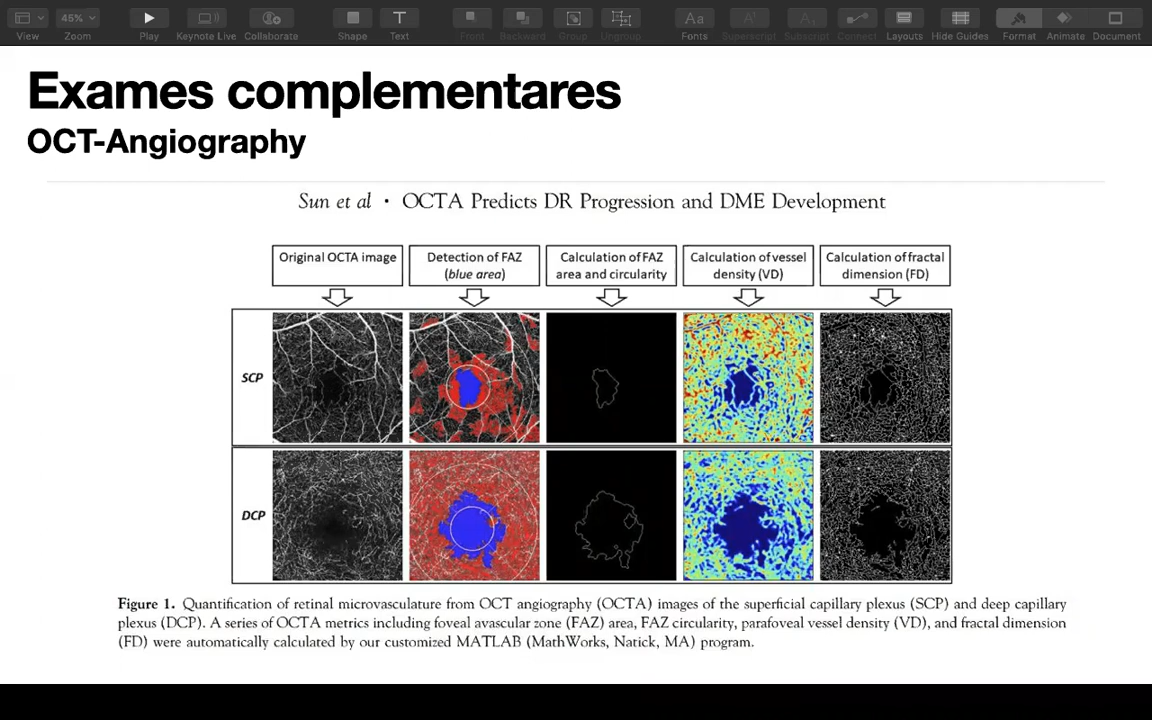 45%
View
Zoom
Play
Keynote Live
Collaborate
Shape
T
Text
Front
Backward
Group
Ungroup
Aa
Fonts
Superscript
Subscript
Connect
Layouts
Hide Guides
Format
Animate
Document
Exames complementares
OCT-Angiography
Sun et al • OCTA Predicts DR Progression and DME Development
Original OCTA image
Detection of FAZ
(blue area)
Calculation of FAZ
area and circularity
Calculation of vessel
density (VD)
Calculation of fractal
dimension (FD)
SCP
DCP
Figure 1. Quantification of retinal microvasculature from OCT angiography (OCTA) images of the superficial capillary plexus (SCP) and deep capillary
plexus (DCP). A series of OCTA metrics including foveal avascular zone (FAZ) area, FAZ circularity, parafoveal vessel density (VD), and fractal dimension
(FD) were automatically calculated by our customized MATLAB (MathWorks, Natick, MA) program.